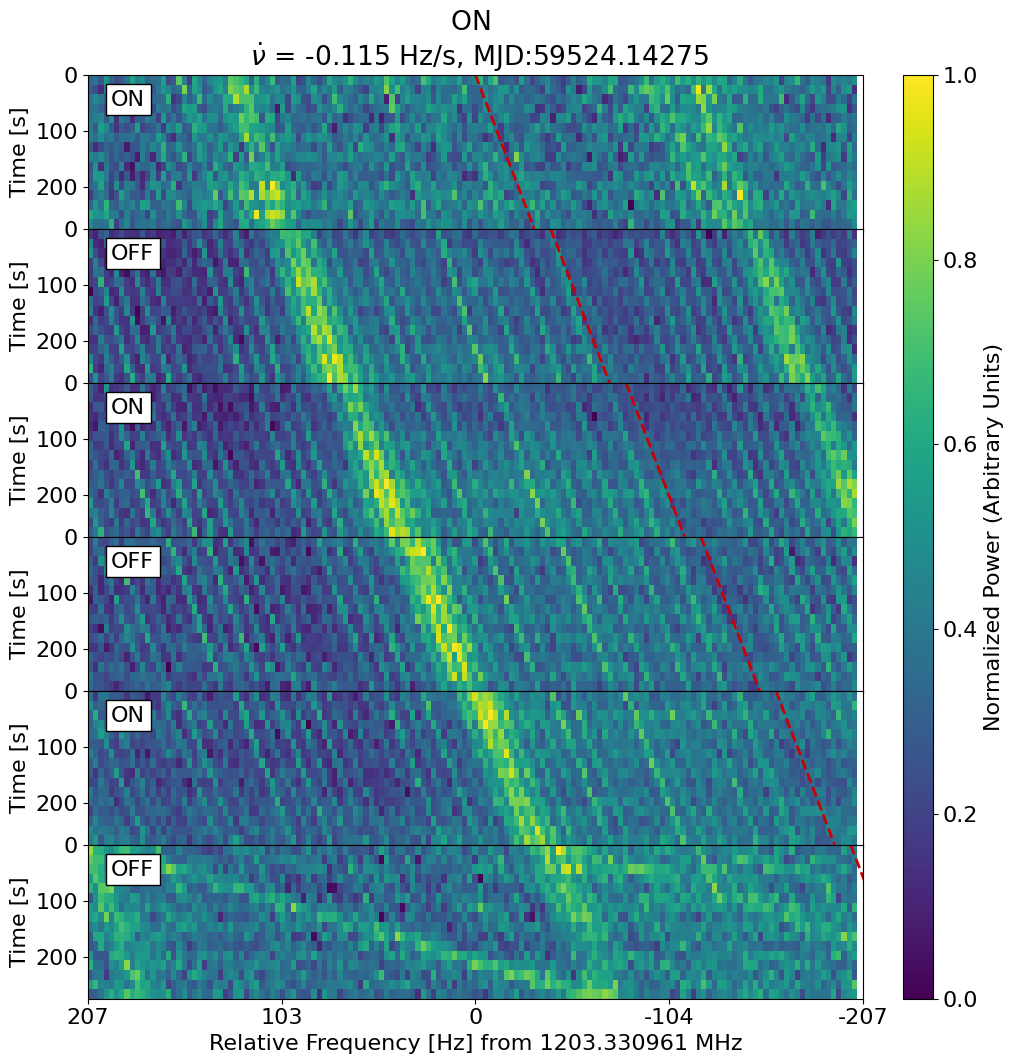 ON
ν̇ = -0.115 Hz/s, MJD:59524.14275
0
ON
100
Time [s]
200
0
OFF
100
Time [s]
200
0
ON
100
Time [s]
200
0
OFF
100
Time [s]
200
0
ON
100
Time [s]
200
0
OFF
100
Time [s]
200
207 103 0 -104 -207
Relative Frequency [Hz] from 1203.330961 MHz
1.0
0.8
0.6
0.4
0.2
0.0
Normalized Power (Arbitrary Units)